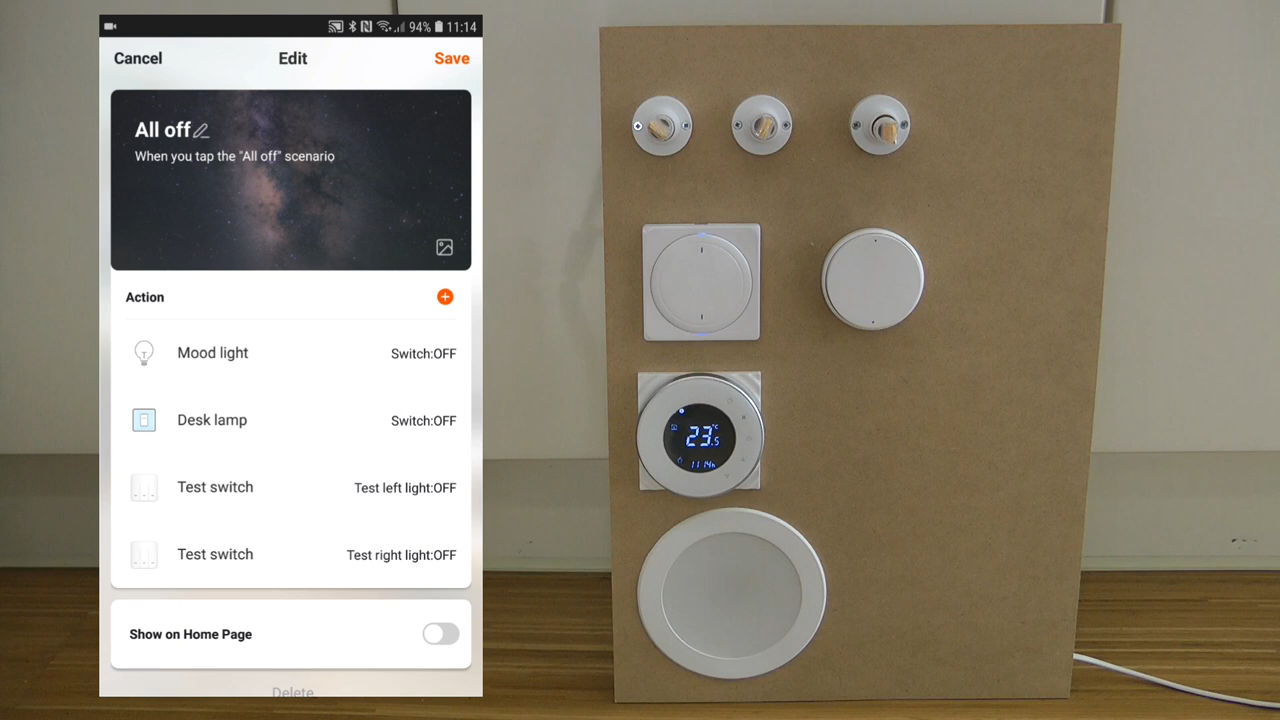 94% 11:14
Cancel Edit Save
All off
When you tap the "All off" scenario
Action
Mood light Switch:OFF
Desk lamp Switch:OFF
Test switch Test left light:OFF
Test switch Test right light:OFF
Show on Home Page
Delete
23.5 °C
11:14